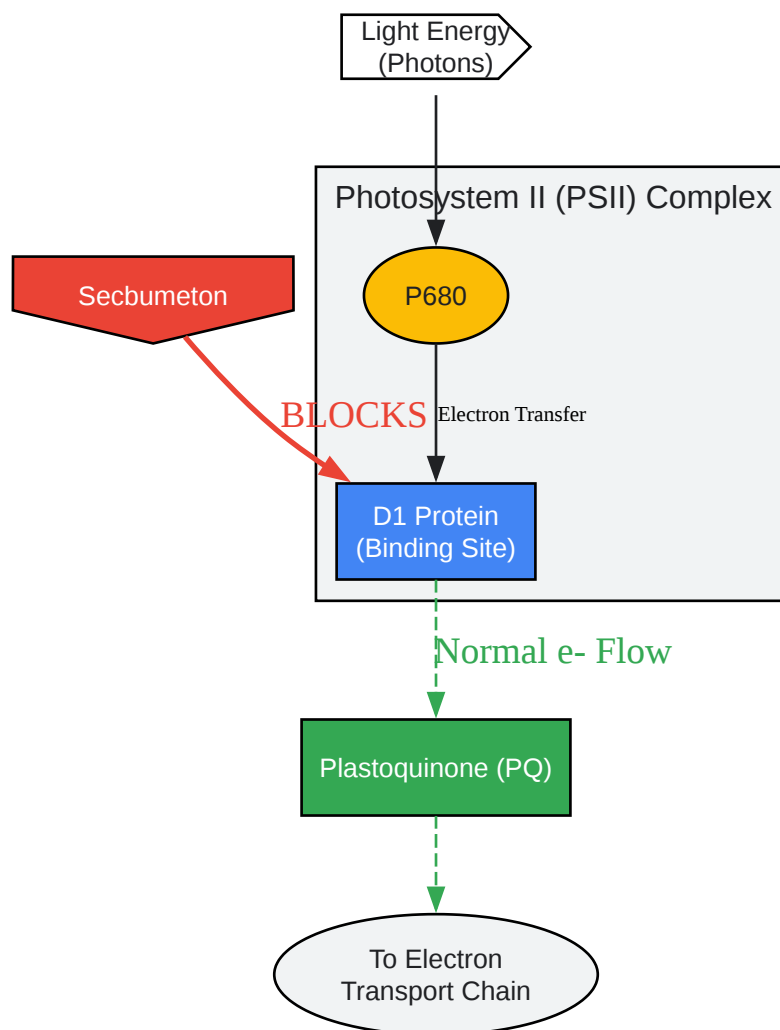 Light Energy
(Photons)
Photosystem II (PSII) Complex
Secbumeton
P680
BLOCKS
Electron Transfer
D1 Protein
(Binding Site)
Normal e- Flow
Plastoquinone (PQ)
To Electron
Transport Chain